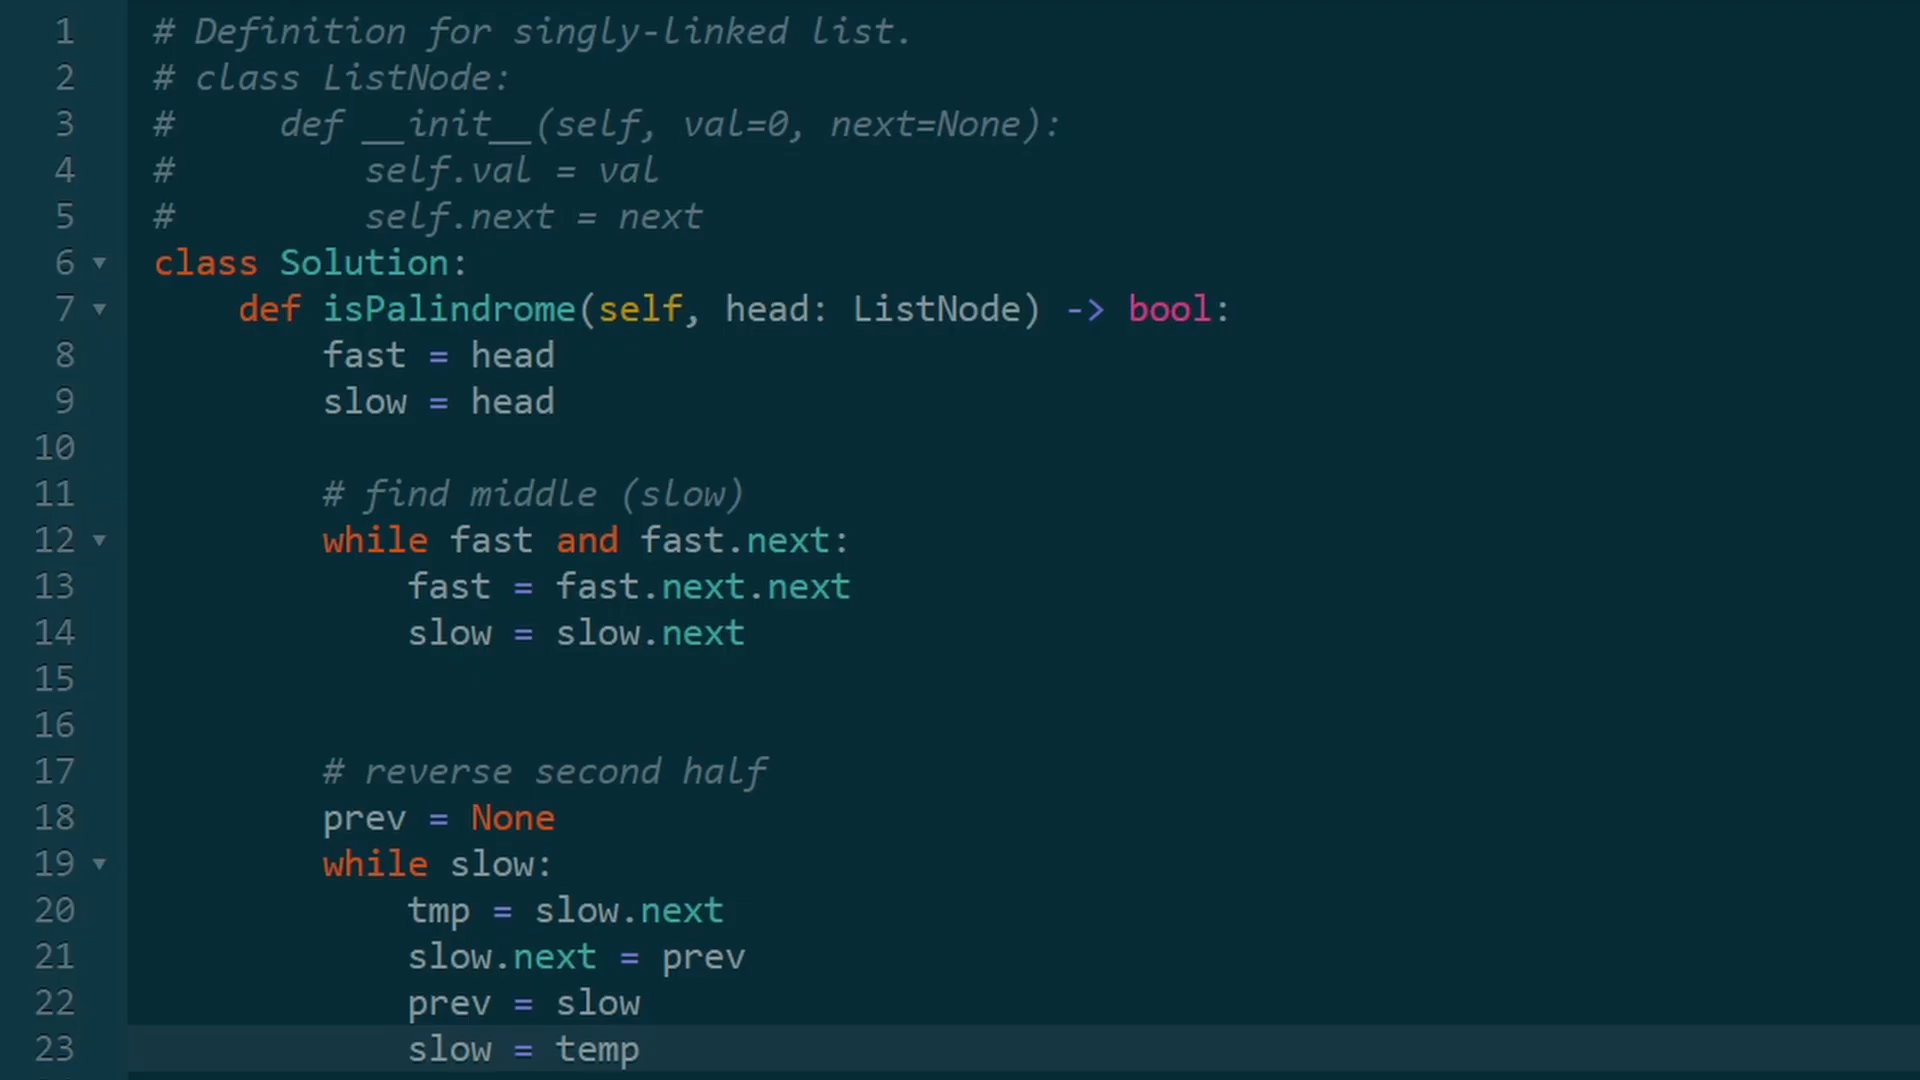 1 # Definition for singly-linked list.
2 # class ListNode:
3 #     def __init__(self, val=0, next=None):
4 #         self.val = val
5 #         self.next = next
6 class Solution:
7     def isPalindrome(self, head: ListNode) -> bool:
8         fast = head
9         slow = head
10
11         # find middle (slow)
12         while fast and fast.next:
13             fast = fast.next.next
14             slow = slow.next
15
16
17         # reverse second half
18         prev = None
19         while slow:
20             tmp = slow.next
21             slow.next = prev
22             prev = slow
23             slow = temp